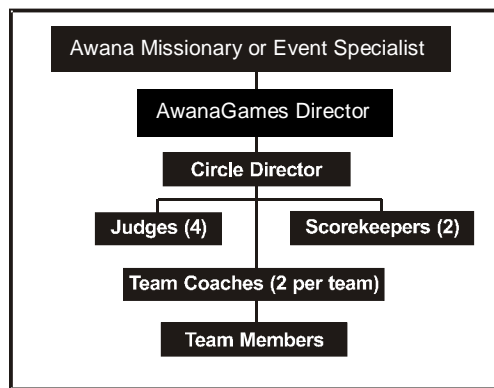 Awana Missionary or Event Specialist
AwanaGames Director
Circle Director
Judges (4)
Scorekeepers (2)
Team Coaches (2 per team)
Team Members